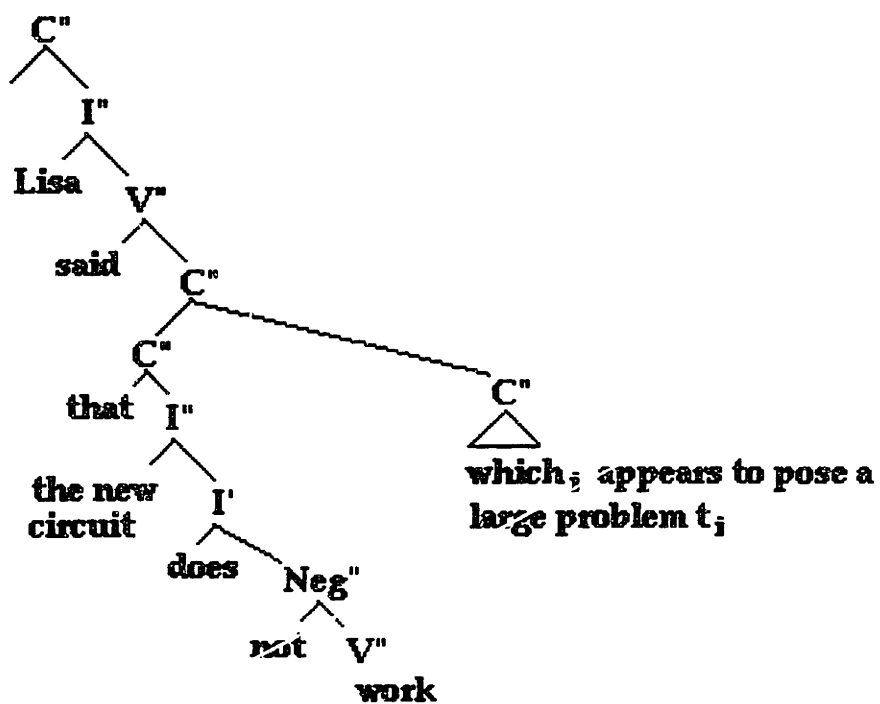 C"
I"
Lisa
V"
said
C"
C"
C"
that
I"
which i appears to pose a
the new
I'
large problem t i
circuit
does
Neg"
not
V"
work